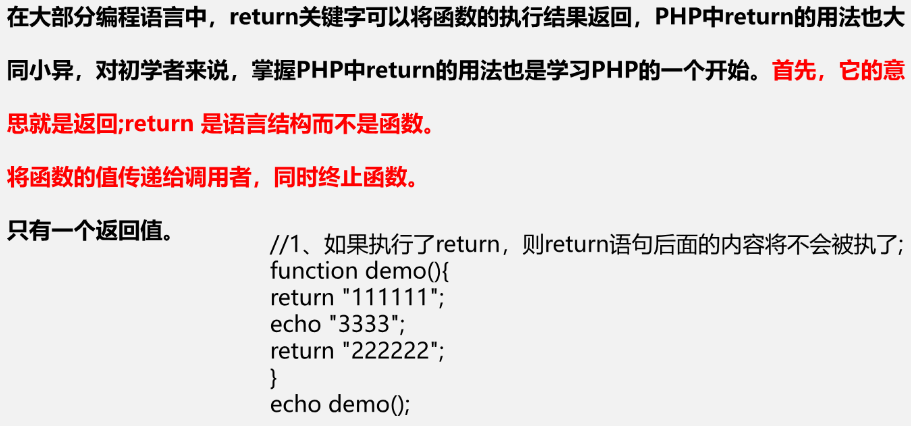 在大部分编程语言中，return关键字可以将函数的执行结果返回，PHP中return的用法也大
同小异，对初学者来说，掌握PHP中return的用法也是学习PHP的一个开始。首先，它的意
思就是返回;return 是语言结构而不是函数。
将函数的值传递给调用者，同时终止函数。
只有一个返回值。
//1、如果执行了return，则return语句后面的内容将不会被执了;
function demo(){
return "111111";
echo "3333";
return "222222";
}
echo demo();